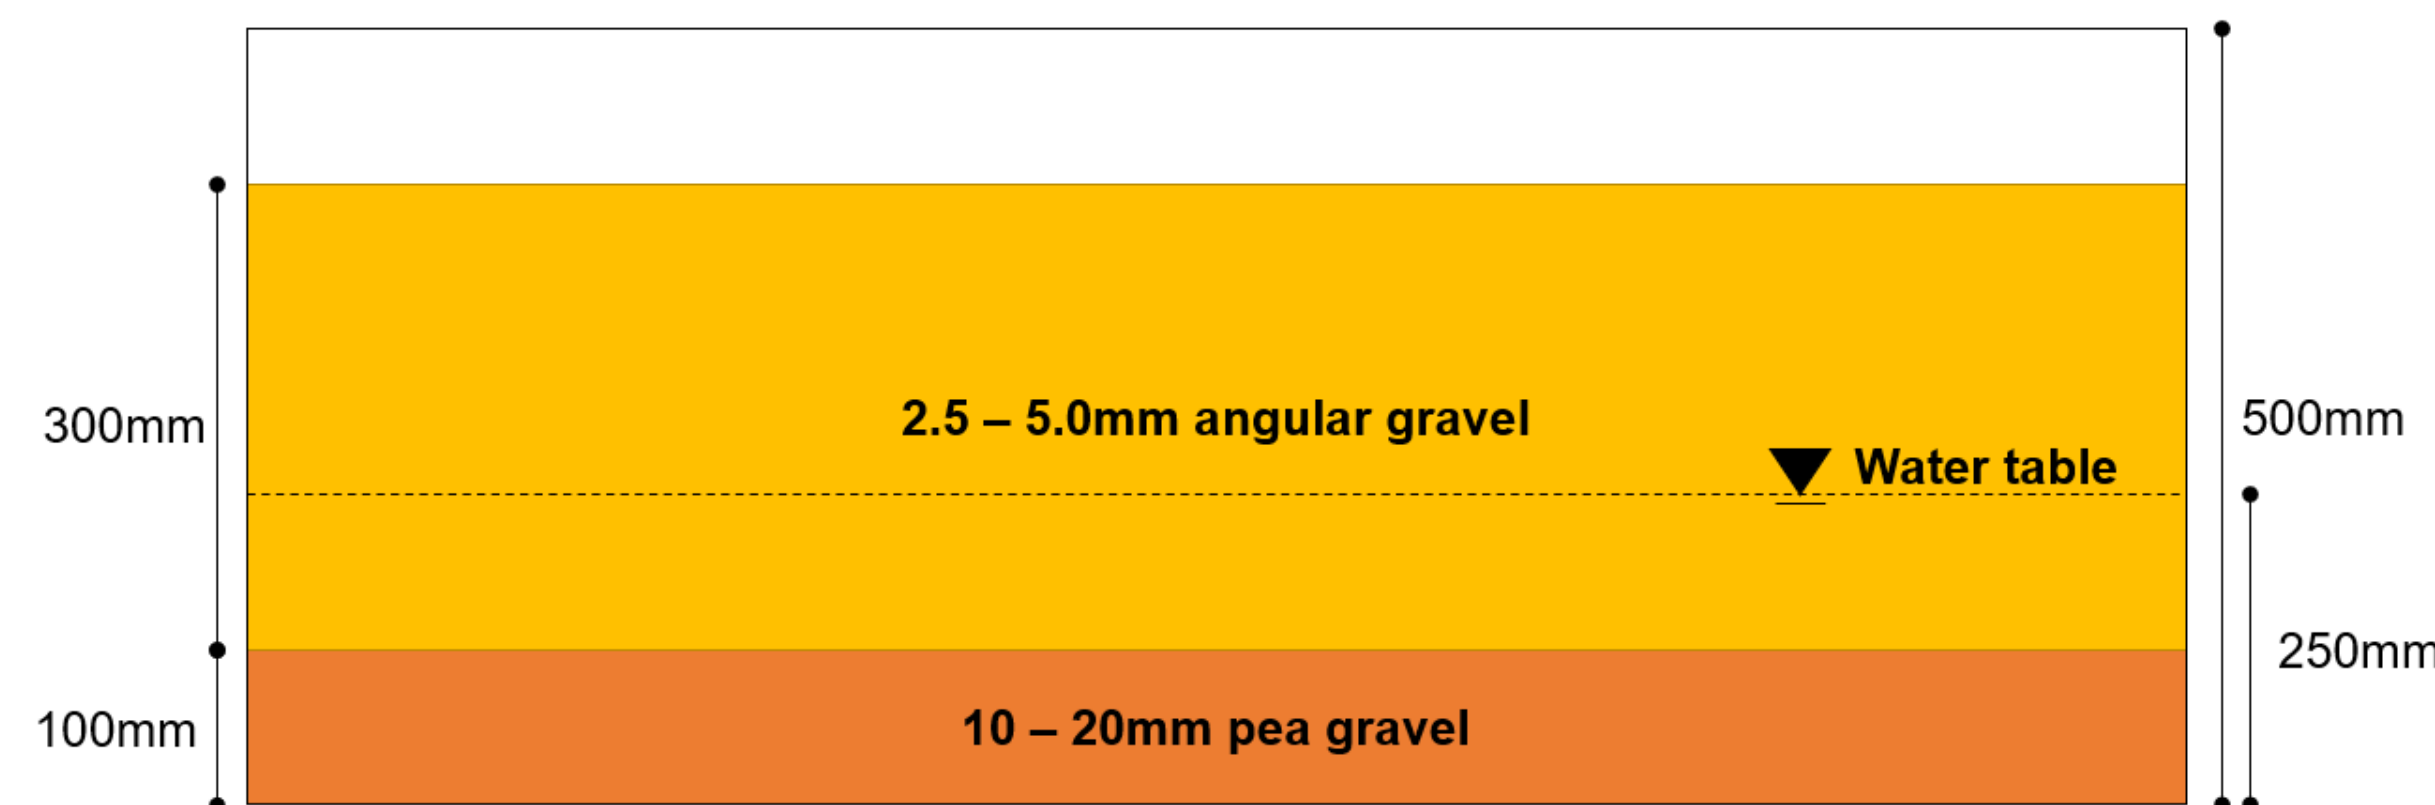 300mm
2.5 – 5.0mm angular gravel
500mm
Water table
250mm
100mm
10 – 20mm pea gravel